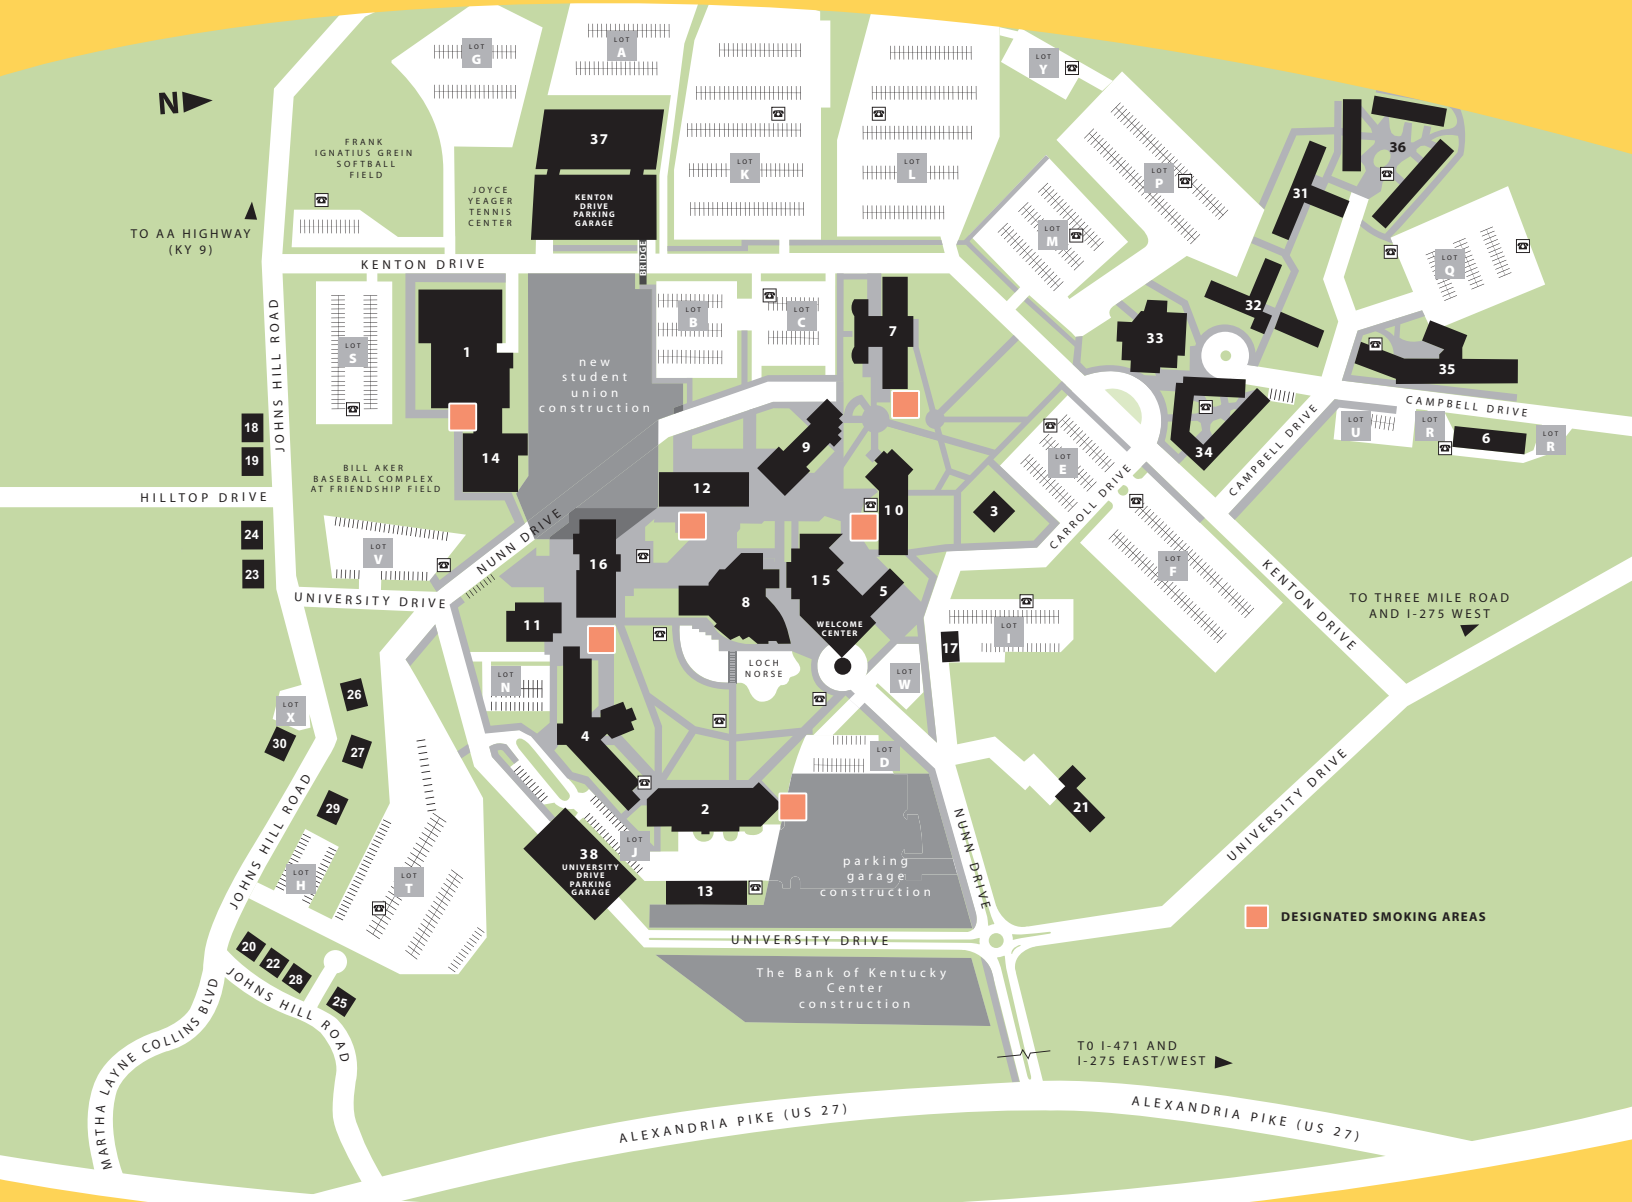 LOT
G
LOT
A
LOT
Y
N
37
LOT
K
LOT
L
LOT
P
36
31
FRANK
IGNATIUS GREIN
SOFTBALL
FIELD
JOYCE
YEAGER
TENNIS
CENTER
KENTON
DRIVE
PARKING
GARAGE
TO AA HIGHWAY
(KY 9)
LOT
M
LOT
Q
KENTON DRIVE
BRIDGE
32
LOT
S
1
new
student
union
construction
LOT
B
LOT
C
7
33
35
JOHNS HILL ROAD
CAMPBELL DRIVE
18
19
14
9
12
10
3
LOT
E
34
CAMPBELL DRIVE
LOT
U
LOT
R
6
LOT
R
BILL AKER
BASEBALL COMPLEX
AT FRIENDSHIP FIELD
HILLTOP DRIVE
24
23
LOT
V
NUNN DRIVE
CARROLL DRIVE
16
15
5
8
LOT
F
KENTON DRIVE
UNIVERSITY DRIVE
11
WELCOME
CENTER
17
LOT
I
TO THREE MILE ROAD
AND I-275 WEST
LOCH
NORSE
LOT
N
LOT
W
LOT
X
26
30
27
4
LOT
D
21
29
2
JOHNS HILL ROAD
LOT
H
LOT
T
38
UNIVERSITY
DRIVE
PARKING
GARAGE
LOT
J
13
parking
garage
construction
NUNN DRIVE
UNIVERSITY DRIVE
DESIGNATED SMOKING AREAS
UNIVERSITY DRIVE
20
22
28
25
JOHNS HILL ROAD
The Bank of Kentucky
Center
construction
MARTHA LAYNE COLLINS BLVD
T0 I-471 AND
I-275 EAST/WEST
ALEXANDRIA PIKE (US 27)
ALEXANDRIA PIKE (US 27)